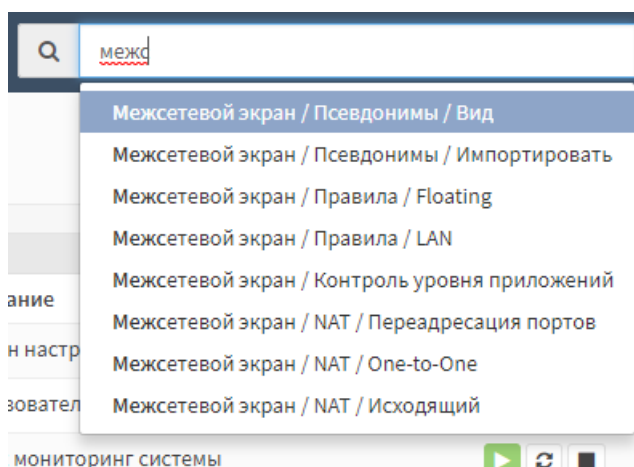 межс
Межсетевой экран / Псевдонимы / Вид
Межсетевой экран / Псевдонимы / Импортировать
Межсетевой экран / Правила / Floating
Межсетевой экран / Правила / LAN
Межсетевой экран / Контроль уровня приложений
Межсетевой экран / NAT / Переадресация портов
Межсетевой экран / NAT / One-to-One
Межсетевой экран / NAT / Исходящий
ание
н настр
зовател
мониторинг системы